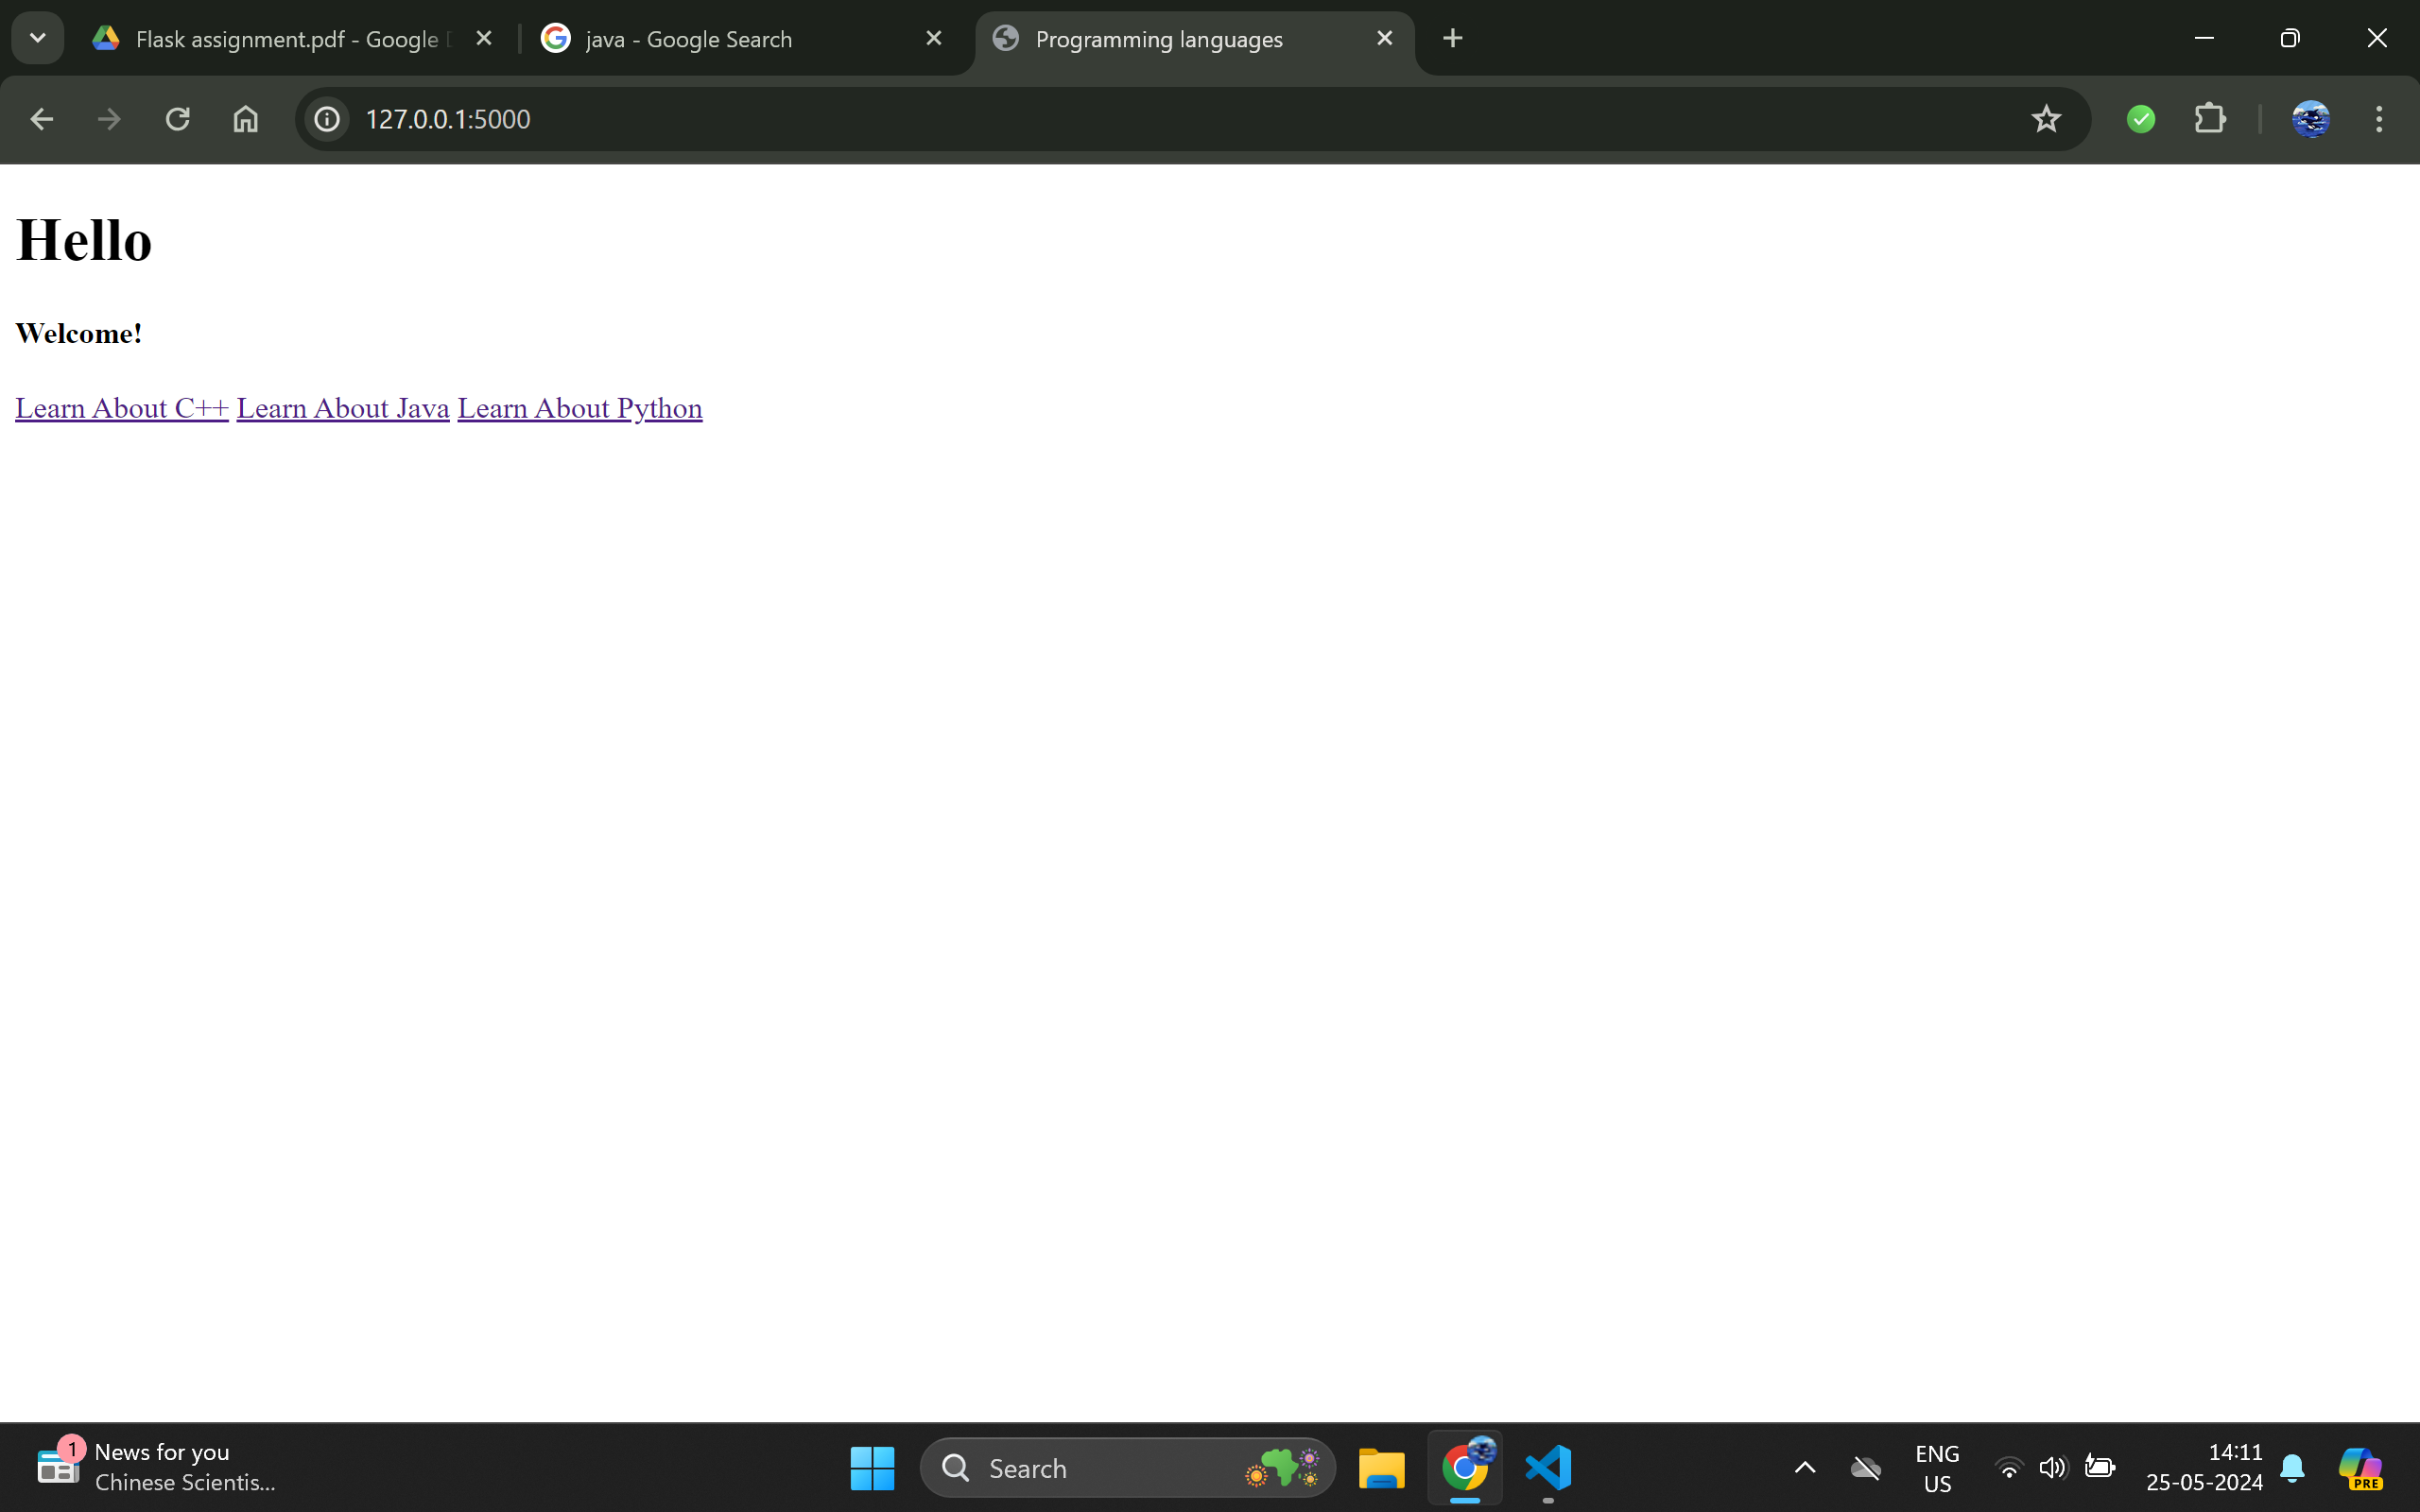 Flask assignment.pdf - Google
java - Google Search
Programming languages
127.0.0.1:5000
Hello
Welcome!
Learn About C++ Learn About Java Learn About Python
1
News for you
Chinese Scientis...
Search
ENG
US
14:11
25-05-2024
PRE